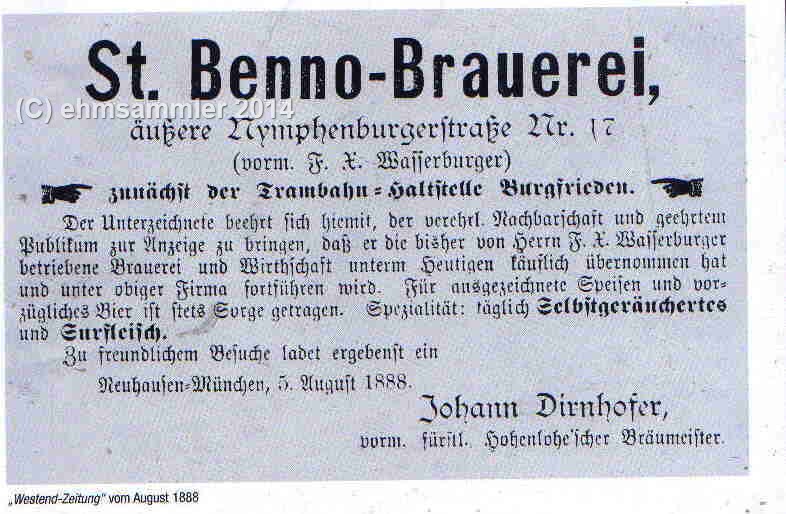 St. Benno-Brauerei,
(C) ehmsammler 2014
äußere Nymphenburgerstraße Nr. 17
(vorm. F. X. Wasserburger)
zunächst der Trambahn=Haltstelle Burgfrieden.
Der Unterzeichnete beehrt sich hiemit, der verehrl. Nachbarschaft und geehrtem
Publikum zur Anzeige zu bringen, daß er die bisher von Herrn F. X. Wasserburger
betriebene Brauerei und Wirthschaft unterm Heutigen käuflich übernommen hat
und unter obiger Firma fortführen wird. Für ausgezeichnete Speisen und vor-
zügliches Bier ist stets Sorge getragen. Spezialität: täglich Selbstgeräuchertes
und Surfleisch.
Zu freundlichem Besuche ladet ergebenst ein
Neuhausen=München, 5. August 1888.
Johann Dirnhofer,
vorm. fürstl. Hohenlohe'scher Bräumeister.
„Westend-Zeitung" vom August 1888